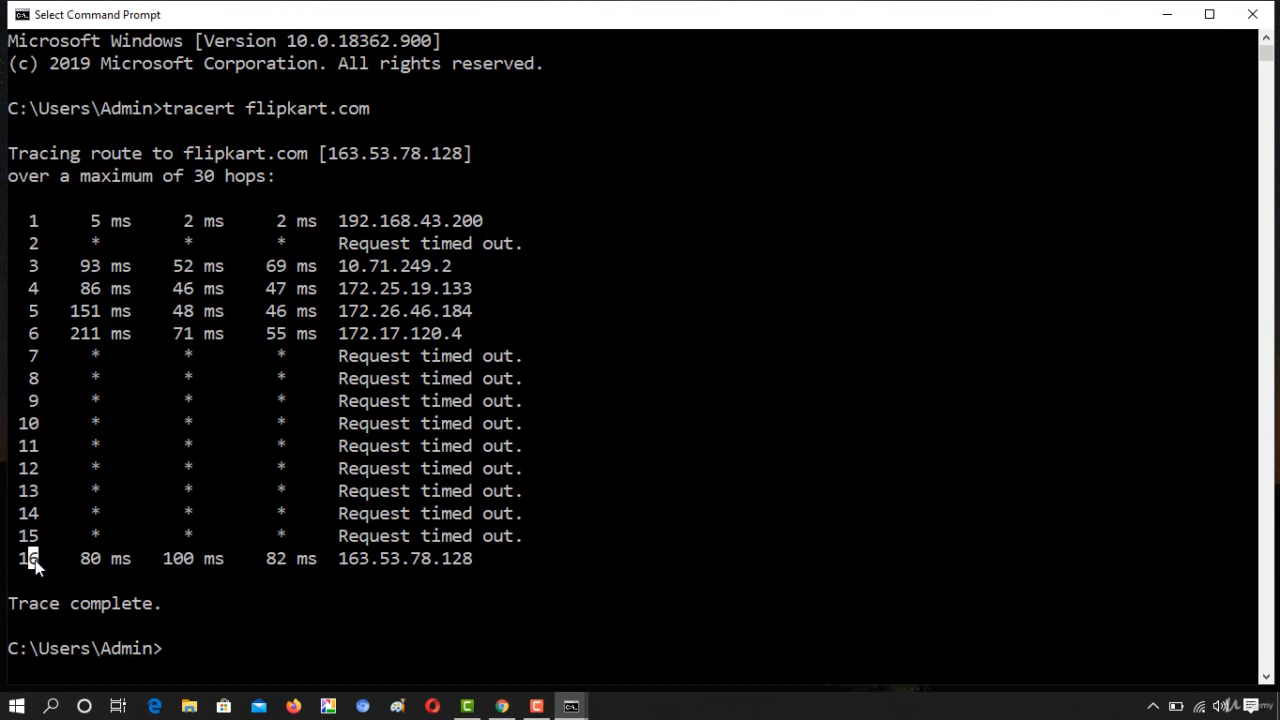 Select Command Prompt
Microsoft Windows [Version 10.0.18362.900]
(c) 2019 Microsoft Corporation. All rights reserved.
C:\Users\Admin>tracert flipkart.com
Tracing route to flipkart.com [163.53.78.128]
over a maximum of 30 hops:
1 5 ms 2 ms 2 ms 192.168.43.200
2 * * * Request timed out.
3 93 ms 52 ms 69 ms 10.71.249.2
4 86 ms 46 ms 47 ms 172.25.19.133
5 151 ms 48 ms 46 ms 172.26.46.184
6 211 ms 71 ms 55 ms 172.17.120.4
7 * * * Request timed out.
8 * * * Request timed out.
9 * * * Request timed out.
10 * * * Request timed out.
11 * * * Request timed out.
12 * * * Request timed out.
13 * * * Request timed out.
14 * * * Request timed out.
15 * * * Request timed out.
16 80 ms 100 ms 82 ms 163.53.78.128
Trace complete.
C:\Users\Admin>